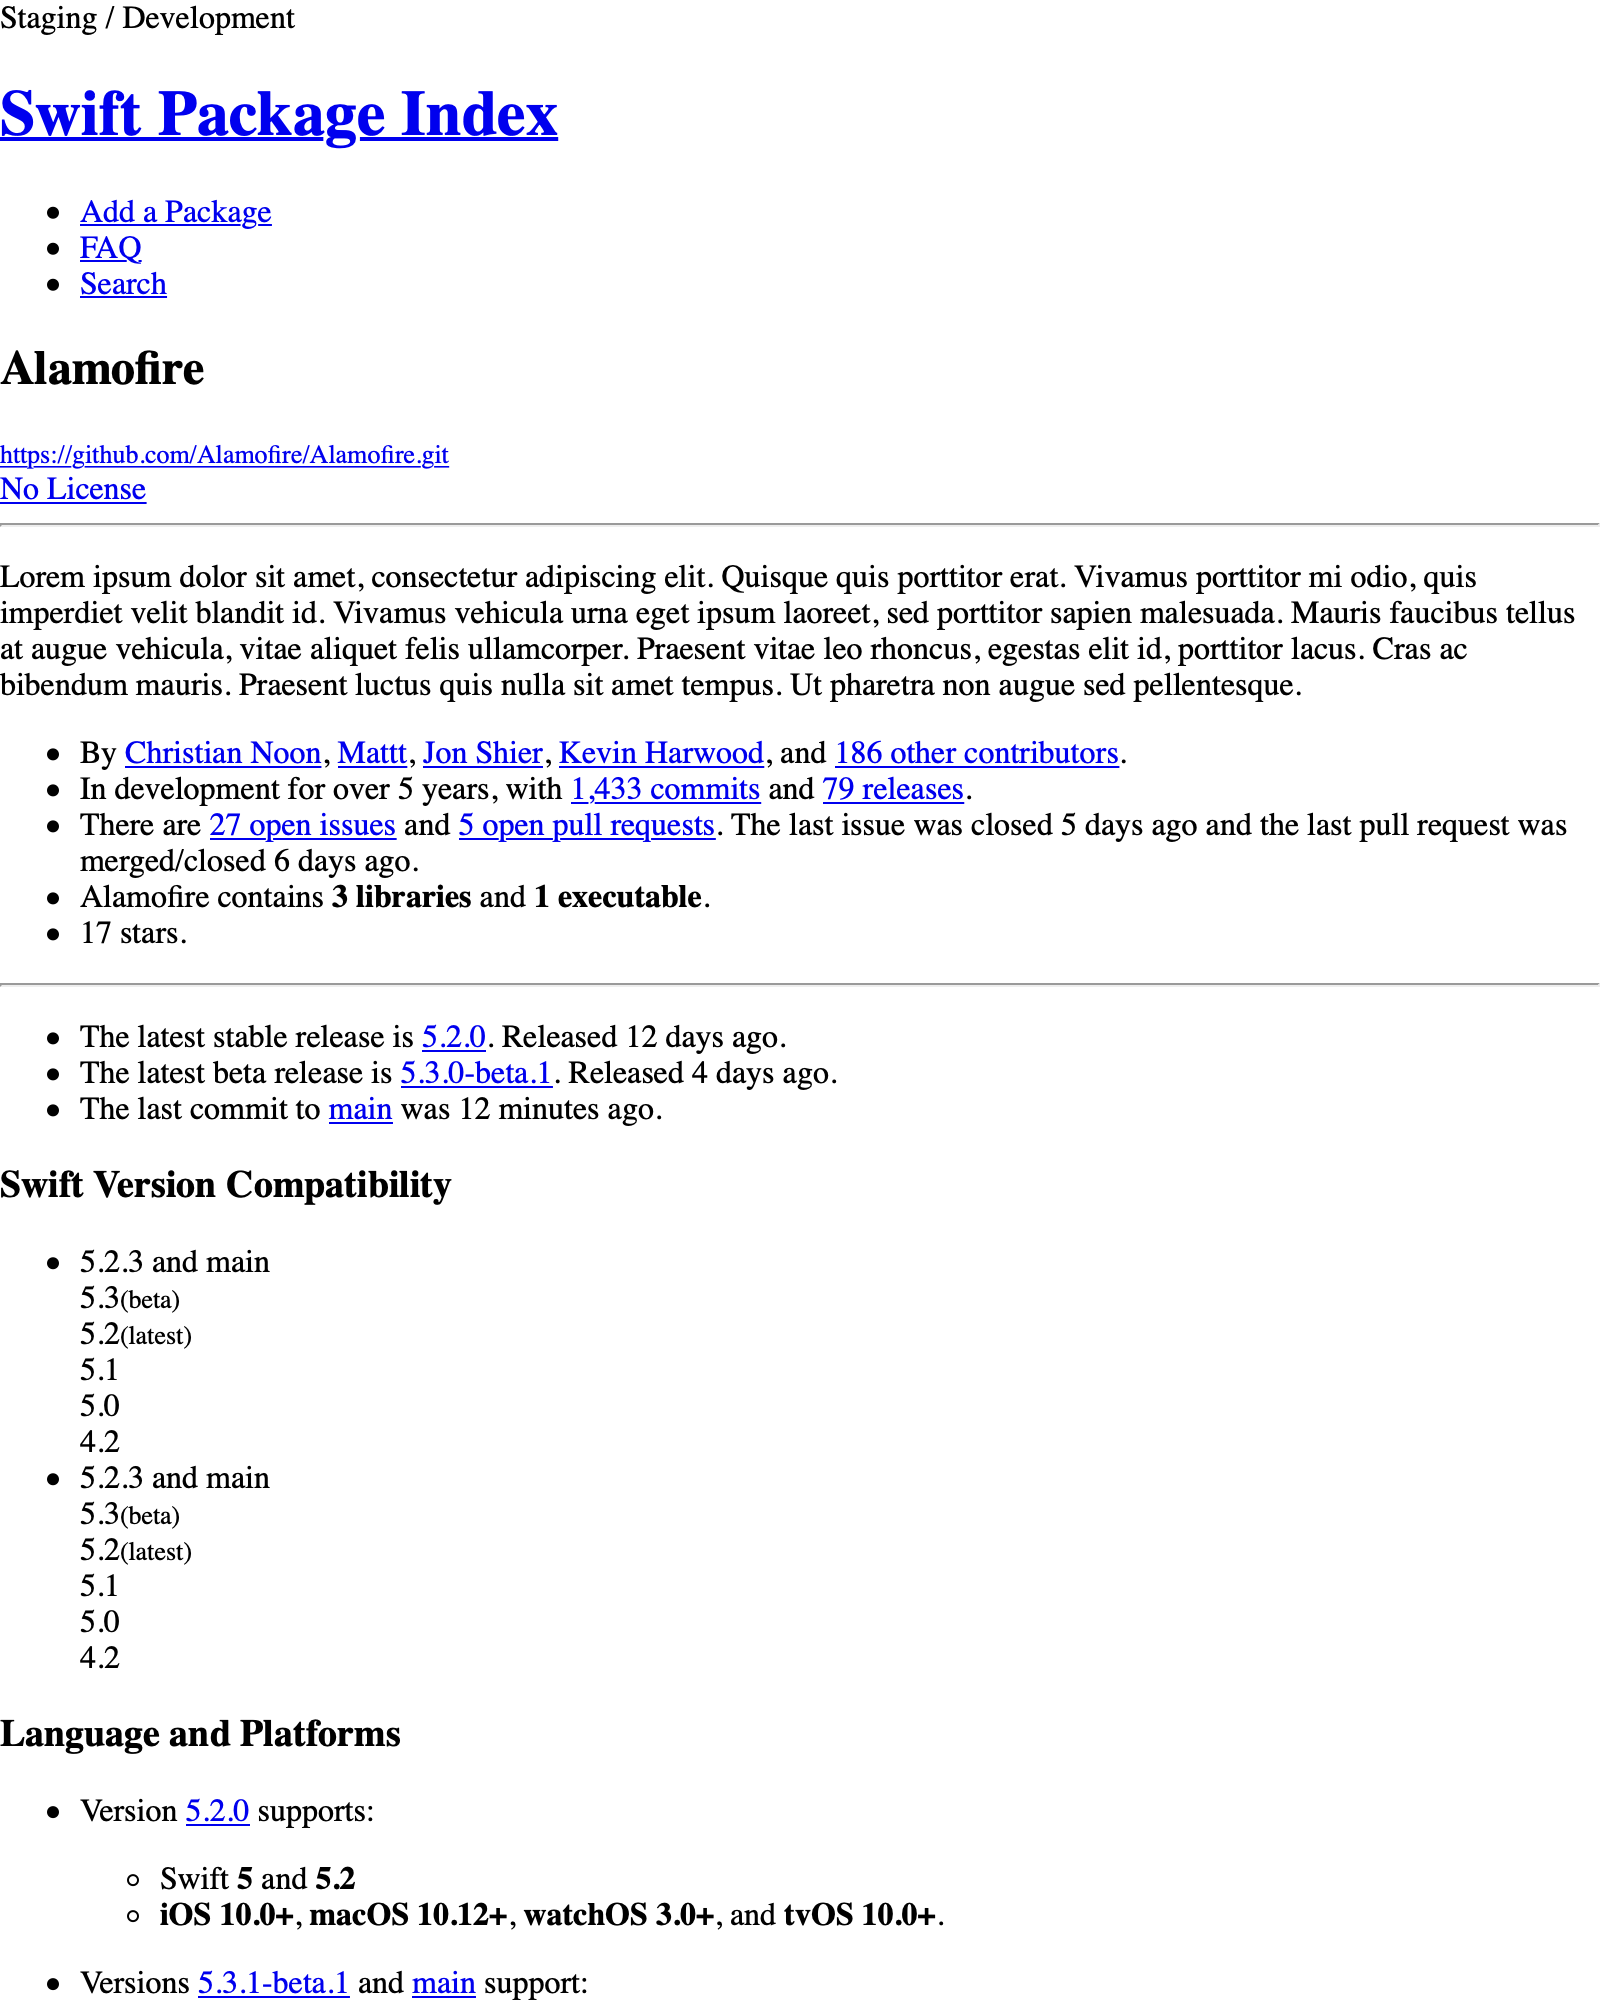 Staging / Development
Swift Package Index
Add a Package
FAQ
Search
Alamofire
https://github.com/Alamofire/Alamofire.git
No License
Lorem ipsum dolor sit amet, consectetur adipiscing elit. Quisque quis porttitor erat. Vivamus porttitor mi odio, quis
imperdiet velit blandit id. Vivamus vehicula urna eget ipsum laoreet, sed porttitor sapien malesuada. Mauris faucibus tellus
at augue vehicula, vitae aliquet felis ullamcorper. Praesent vitae leo rhoncus, egestas elit id, porttitor lacus. Cras ac
bibendum mauris. Praesent luctus quis nulla sit amet tempus. Ut pharetra non augue sed pellentesque.
By Christian Noon, Mattt, Jon Shier, Kevin Harwood, and 186 other contributors.
In development for over 5 years, with 1,433 commits and 79 releases.
There are 27 open issues and 5 open pull requests. The last issue was closed 5 days ago and the last pull request was
merged/closed 6 days ago.
Alamofire contains 3 libraries and 1 executable.
17 stars.
The latest stable release is 5.2.0. Released 12 days ago.
The latest beta release is 5.3.0-beta.1. Released 4 days ago.
The last commit to main was 12 minutes ago.
Swift Version Compatibility
5.2.3 and main
5.3(beta)
5.2(latest)
5.1
5.0
4.2
5.2.3 and main
5.3(beta)
5.2(latest)
5.1
5.0
4.2
Language and Platforms
Version 5.2.0 supports:
Swift 5 and 5.2
iOS 10.0+, macOS 10.12+, watchOS 3.0+, and tvOS 10.0+.
Versions 5.3.1-beta.1 and main support: